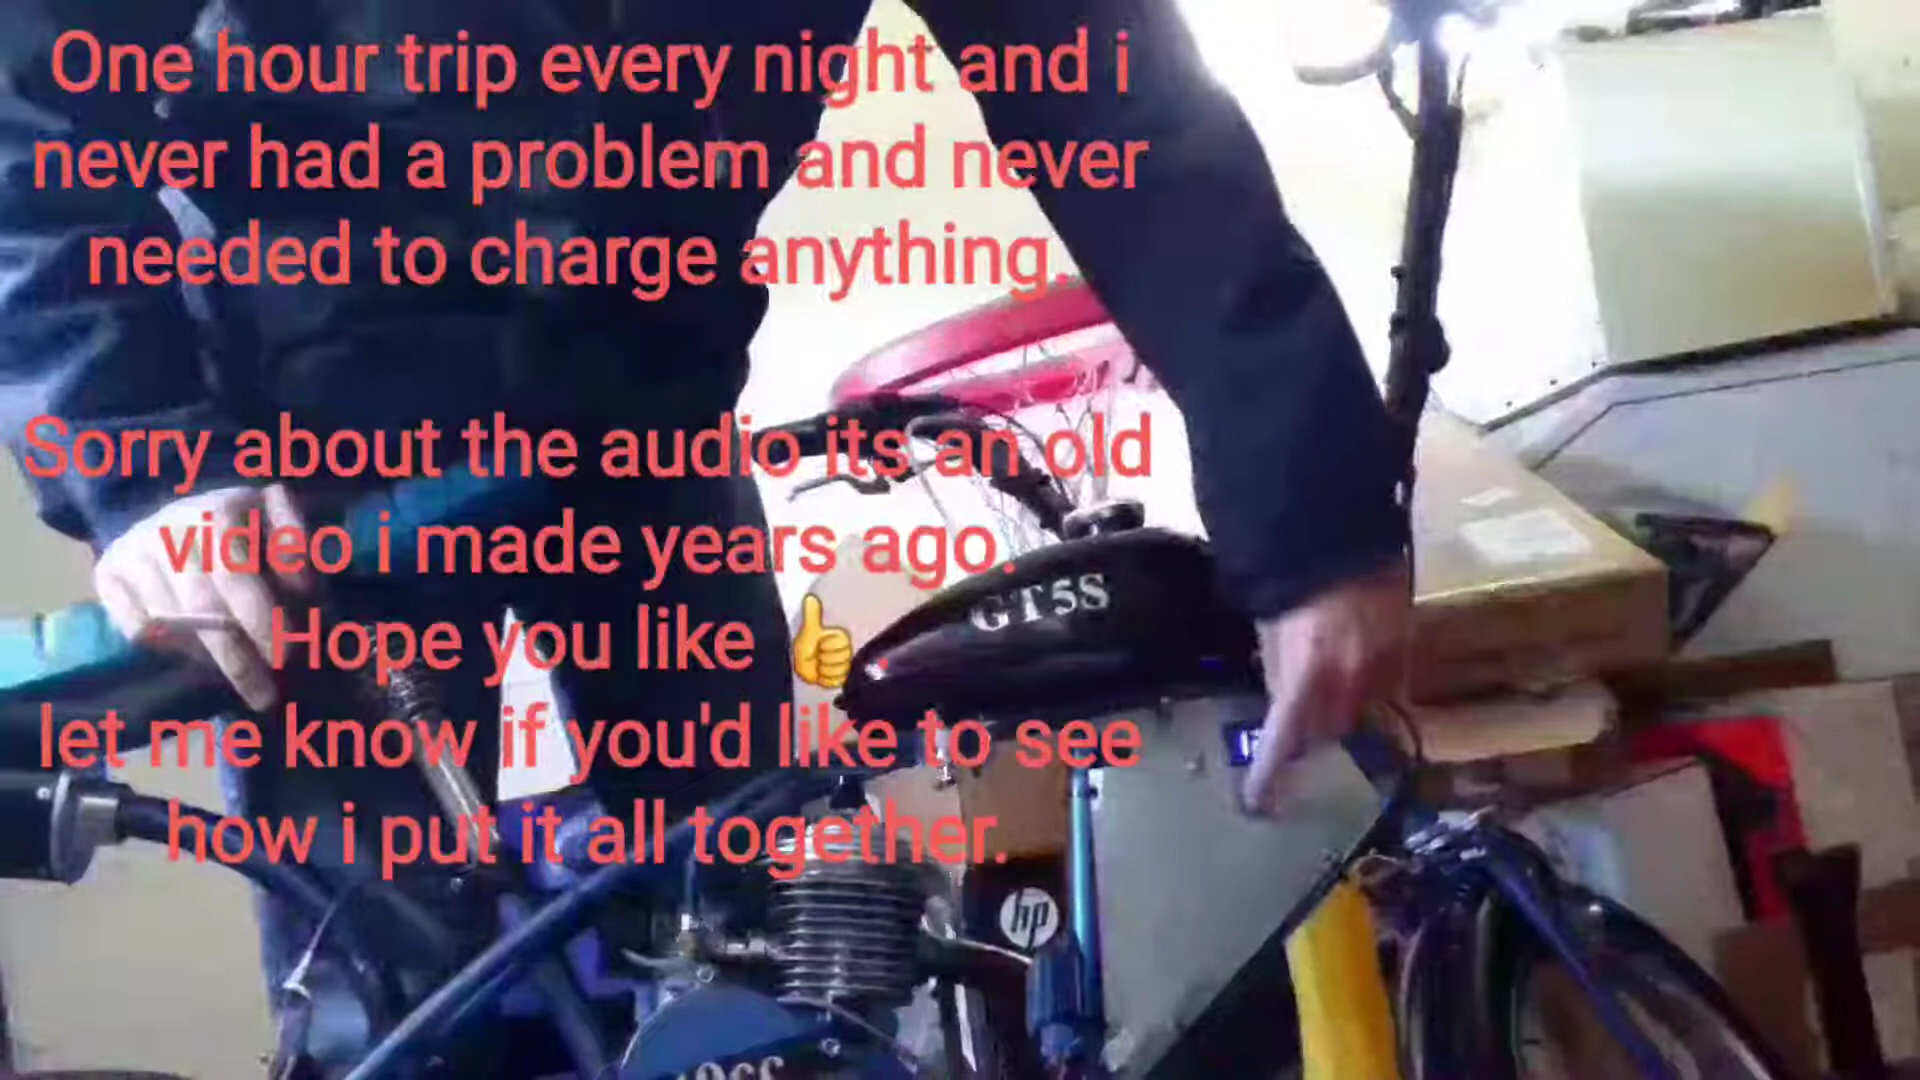 One hour trip every night and i
never had a problem and never
needed to charge anything.
Sorry about the audio its an old
video i made years ago.
Hope you like 👍
let me know if you'd like to see
how i put it all together.
GT5S
hp